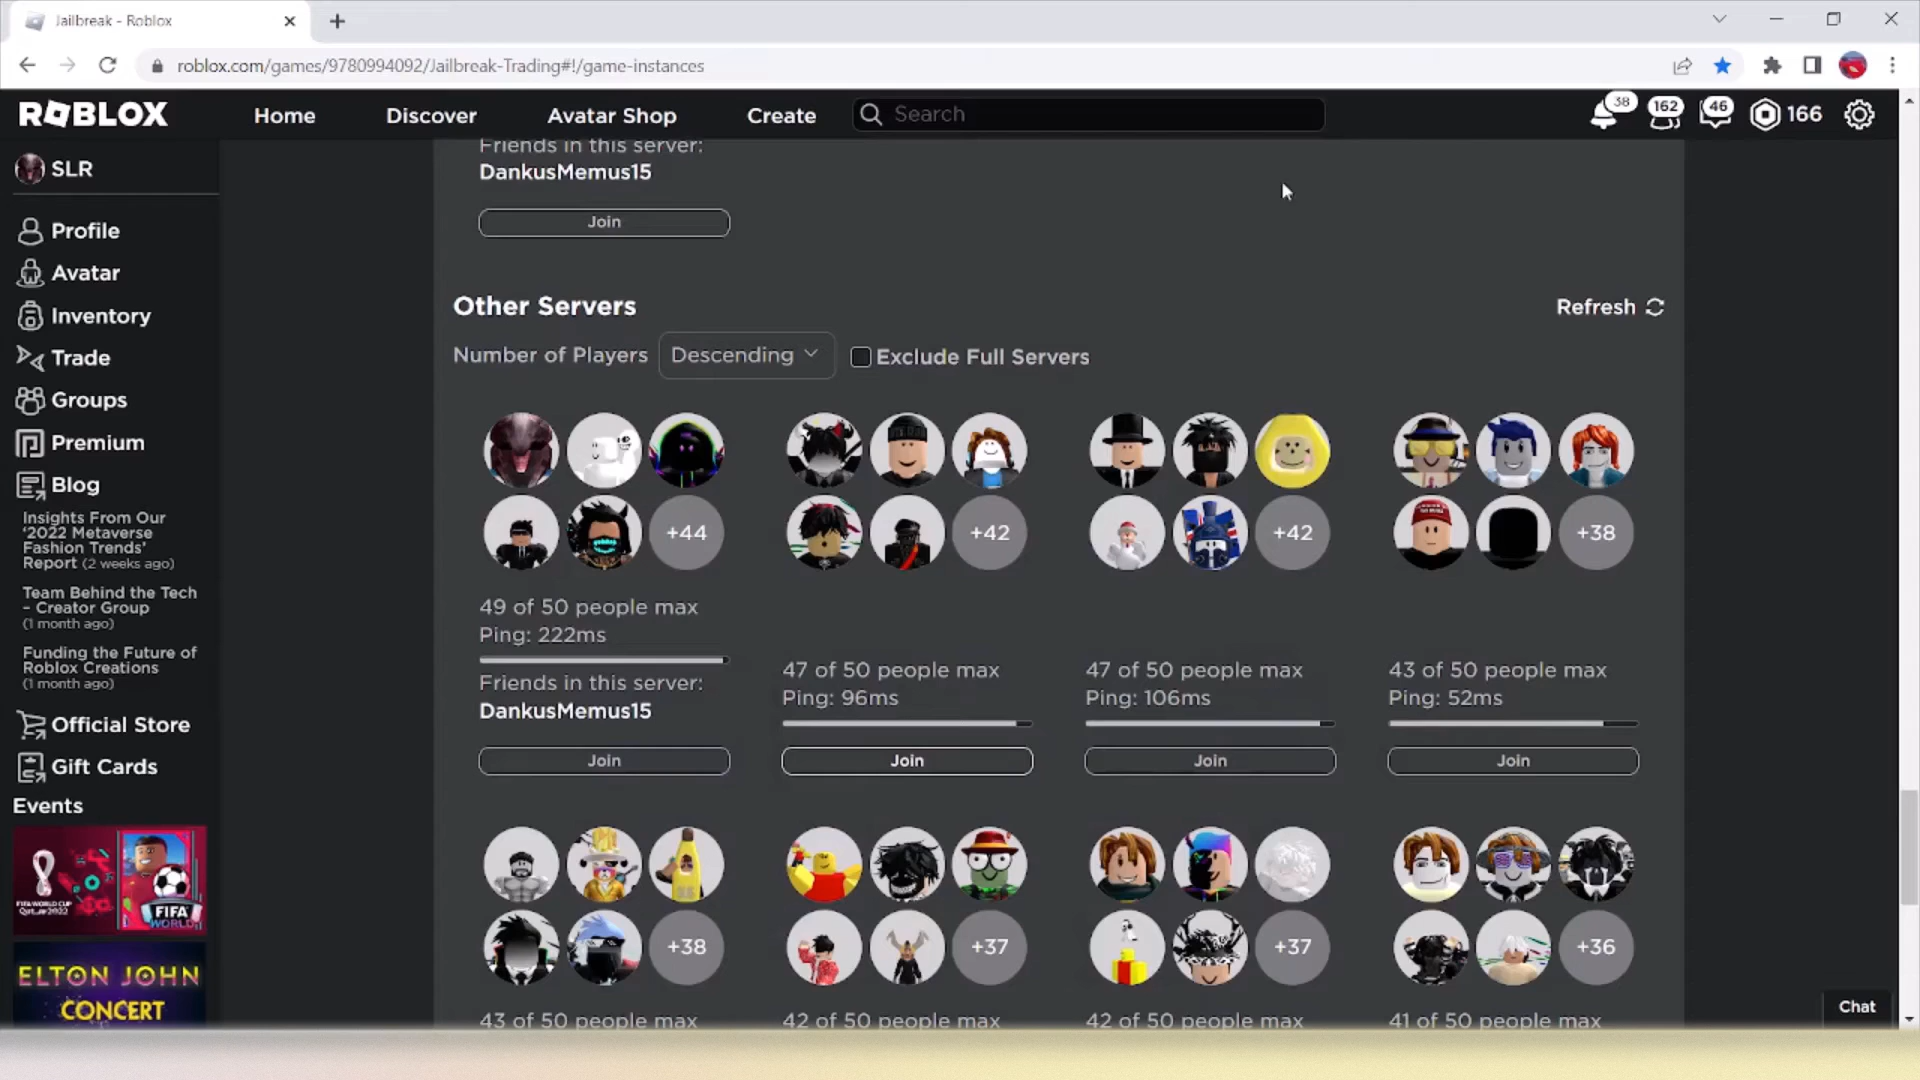 Jailbreak - Roblox
roblox.com/games/9780994092/Jailbreak-Trading#!/game-instances
ROBLOX
Home
Discover
Avatar Shop
Create
Search
38
162
46
166
SLR
Profile
Avatar
Inventory
Trade
Groups
Premium
Blog
Insights From Our
‘2022 Metaverse
Fashion Trends’
Report (2 weeks ago)
Team Behind the Tech
– Creator Group
(1 month ago)
Funding the Future of
Roblox Creations
(1 month ago)
Official Store
Gift Cards
Events
FIFA WORLD CUP
Qatar2022
FIFA
WORLD
ELTON JOHN
CONCERT
Friends in this server:
DankusMemus15
Join
Other Servers
Refresh
Number of Players
Descending
Exclude Full Servers
+44
+42
+42
+38
49 of 50 people max
Ping: 222ms
Friends in this server:
DankusMemus15
Join
47 of 50 people max
Ping: 96ms
Join
47 of 50 people max
Ping: 106ms
Join
43 of 50 people max
Ping: 52ms
Join
+38
+37
+37
+36
43 of 50 people max
42 of 50 people max
42 of 50 people max
41 of 50 people max
Chat